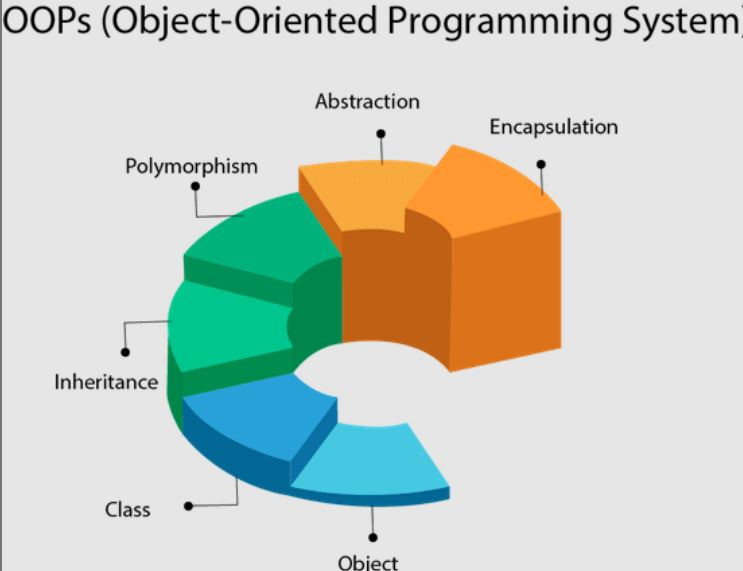 OOPs (Object-Oriented Programming System)
Abstraction
Encapsulation
Polymorphism
Inheritance
Class
Object